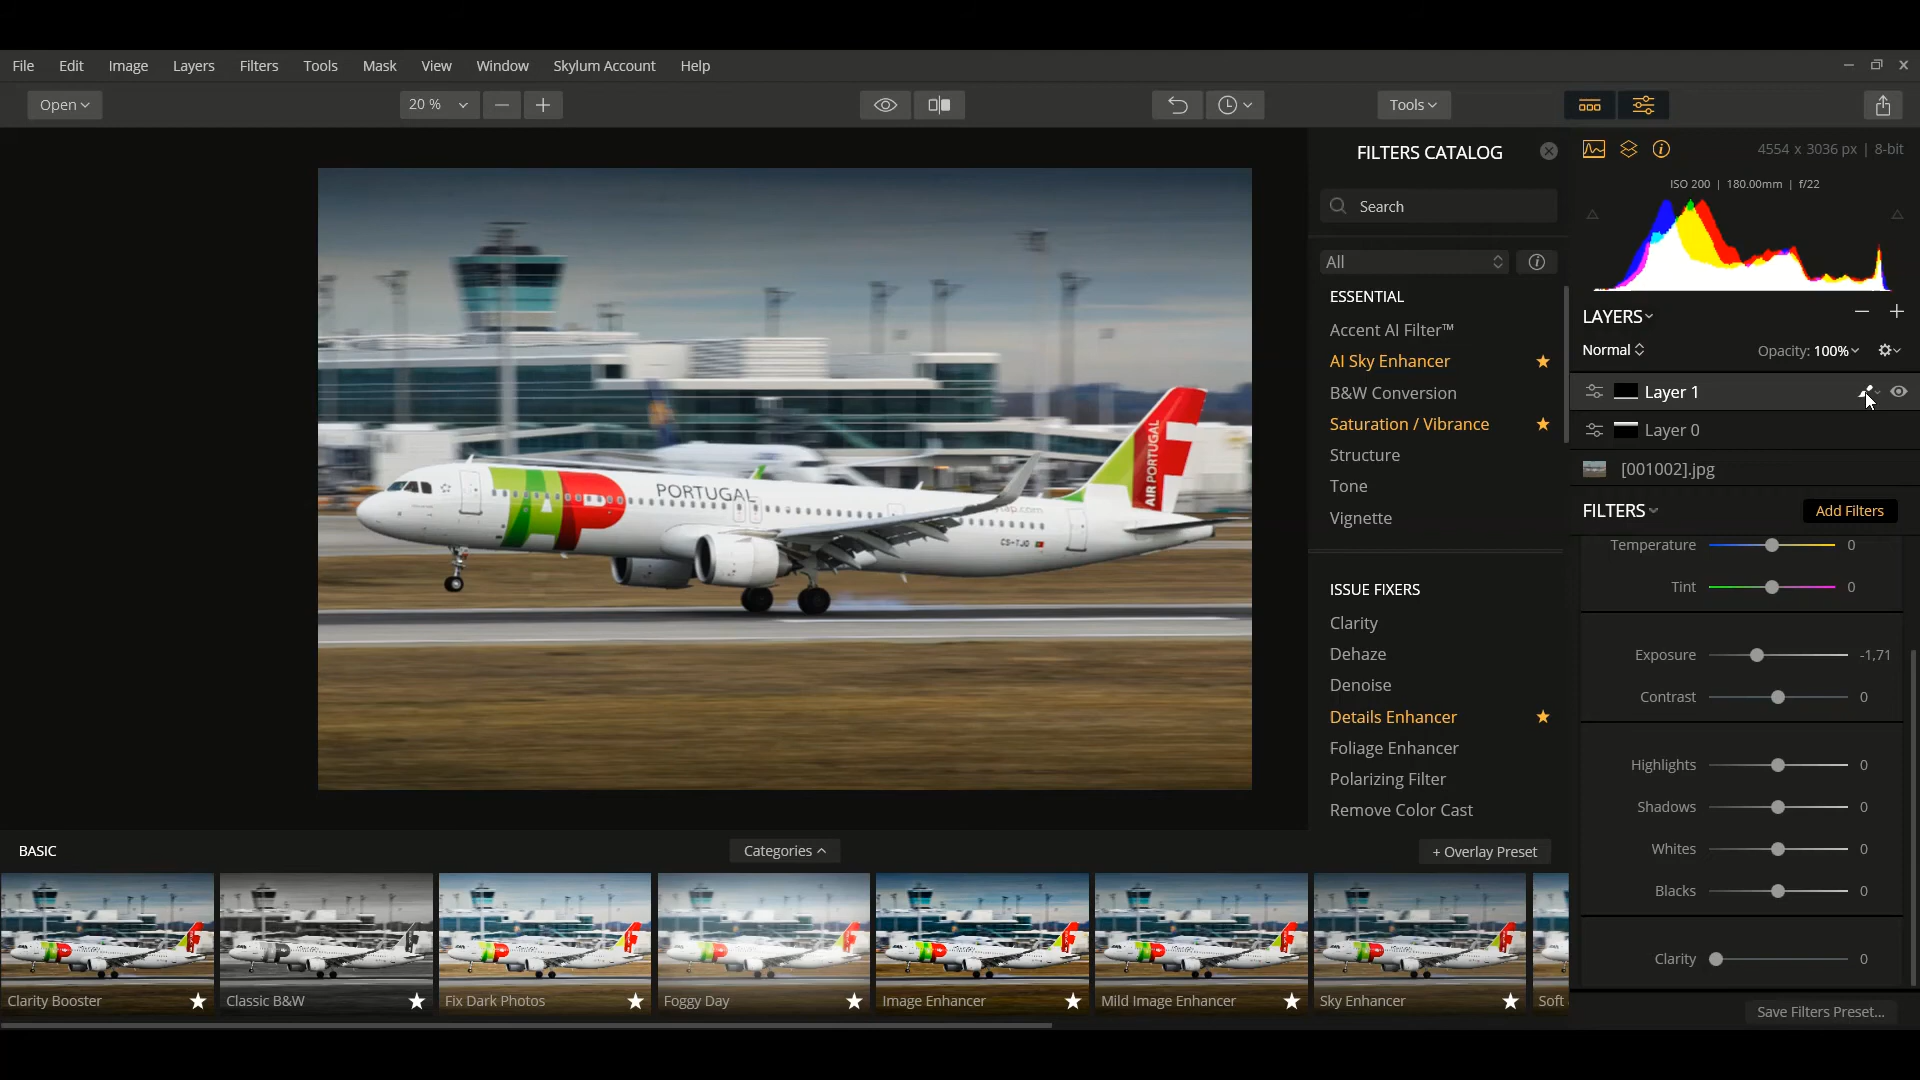 File Edit Image Layers Filters Tools Mask View Window Skylum Account Help
Open 20 % Tools
FILTERS CATALOG
4554 x 3036 px | 8-bit
ISO 200 | 180.00mm | f/22
Search
All
ESSENTIAL
Accent AI Filter™
AI Sky Enhancer
B&W Conversion
Saturation / Vibrance
Structure
Tone
Vignette
ISSUE FIXERS
Clarity
Dehaze
Denoise
Details Enhancer
Foliage Enhancer
Polarizing Filter
Remove Color Cast
LAYERS
Normal Opacity: 100%
Layer 1
Layer 0
[001002].jpg
FILTERS Add Filters
Temperature 0
Tint 0
Exposure -1,71
Contrast 0
Highlights 0
Shadows 0
Whites 0
Blacks 0
Clarity 0
Save Filters Preset...
TAP
PORTUGAL
CS-TJO
AIR PORTUGAL
BASIC Categories + Overlay Preset
Clarity Booster Classic B&W Fix Dark Photos Foggy Day Image Enhancer Mild Image Enhancer Sky Enhancer Soft